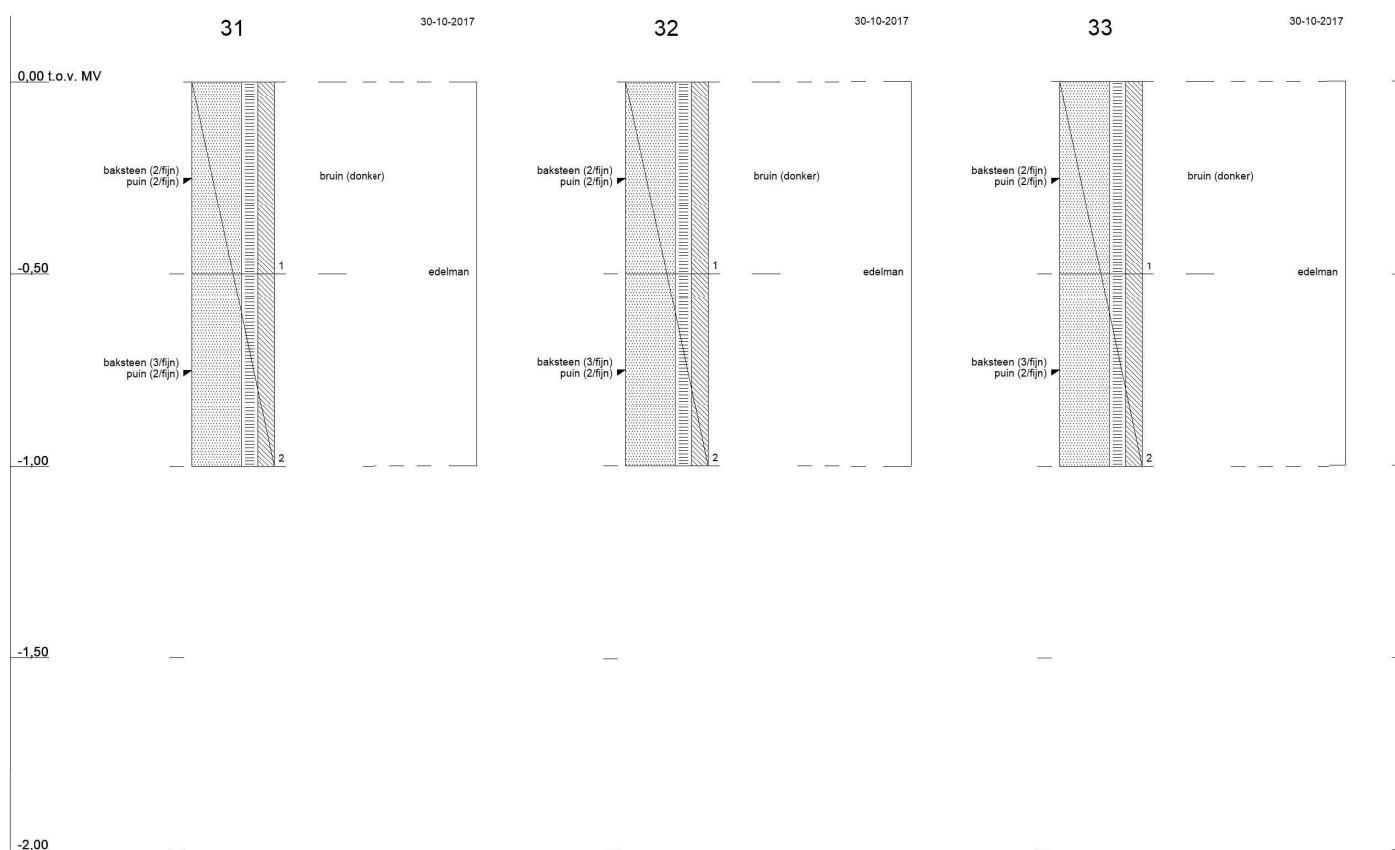 31
30-10-2017
32
30-10-2017
33
30-10-2017
0,00 t.o.v. MV
baksteen (2/fijn)
puin (2/fijn)
bruin (donker)
baksteen (2/fijn)
puin (2/fijn)
bruin (donker)
baksteen (2/fijn)
puin (2/fijn)
bruin (donker)
-0,50
1
edelman
1
edelman
1
edelman
baksteen (3/fijn)
puin (2/fijn)
baksteen (3/fijn)
puin (2/fijn)
baksteen (3/fijn)
puin (2/fijn)
-1,00
2
2
2
-1,50
-2,00